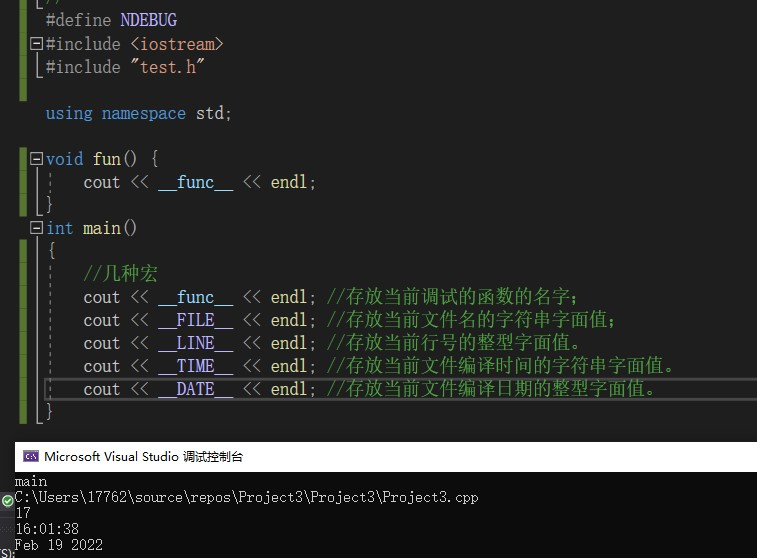 #define NDEBUG
#include <iostream>
#include "test.h"
using namespace std;
void fun() {
cout << __func__ << endl;
}
int main()
{
//几种宏
cout << __func__ << endl; //存放当前调试的函数的名字;
cout << __FILE__ << endl; //存放当前文件名的字符串字面值;
cout << __LINE__ << endl; //存放当前行号的整型字面值。
cout << __TIME__ << endl; //存放当前文件编译时间的字符串字面值。
cout << __DATE__ << endl; //存放当前文件编译日期的整型字面值。
}
Microsoft Visual Studio 调试控制台
main
C:\Users\17762\source\repos\Project3\Project3\Project3.cpp
17
16:01:38
Feb 19 2022